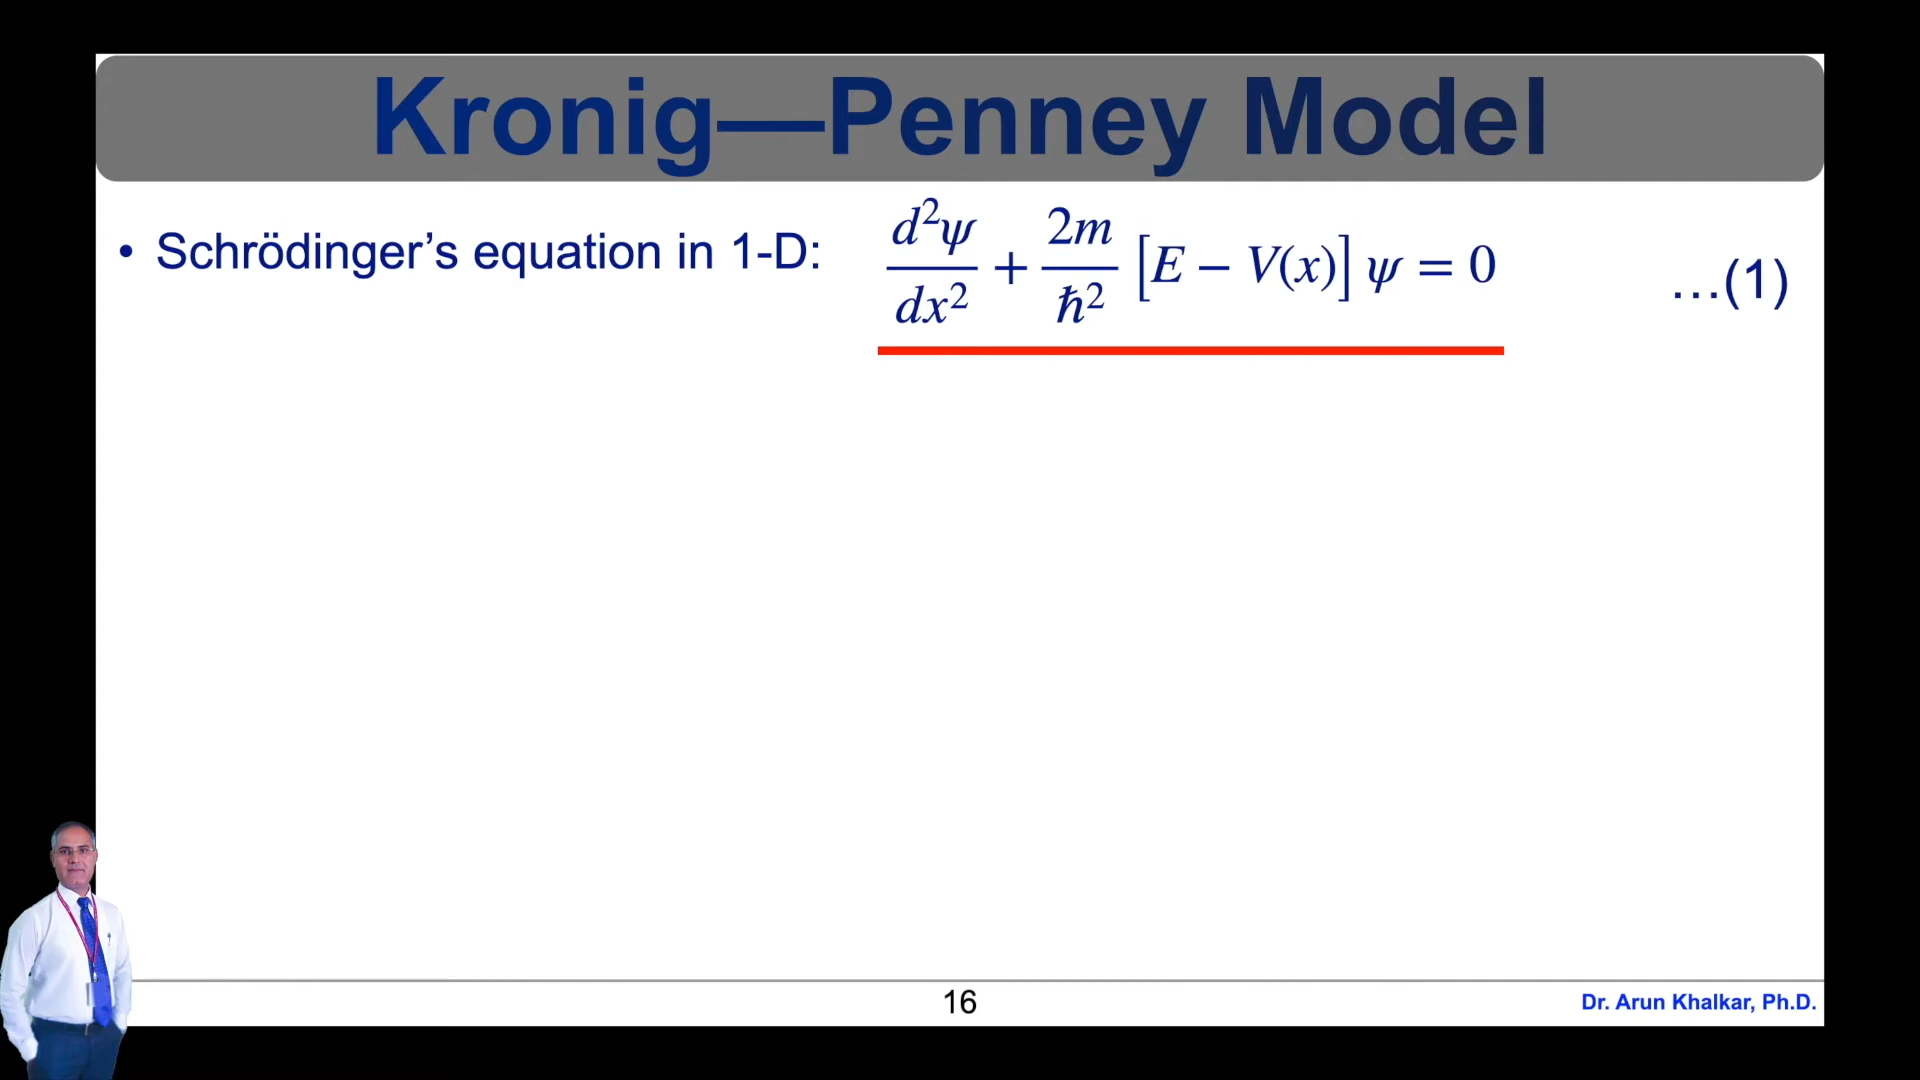 Kronig—Penney Model
• Schrödinger’s equation in 1-D: d²ψ/dx² + 2m/ħ² [E − V(x)] ψ = 0 …(1)
16
Dr. Arun Khalkar, Ph.D.